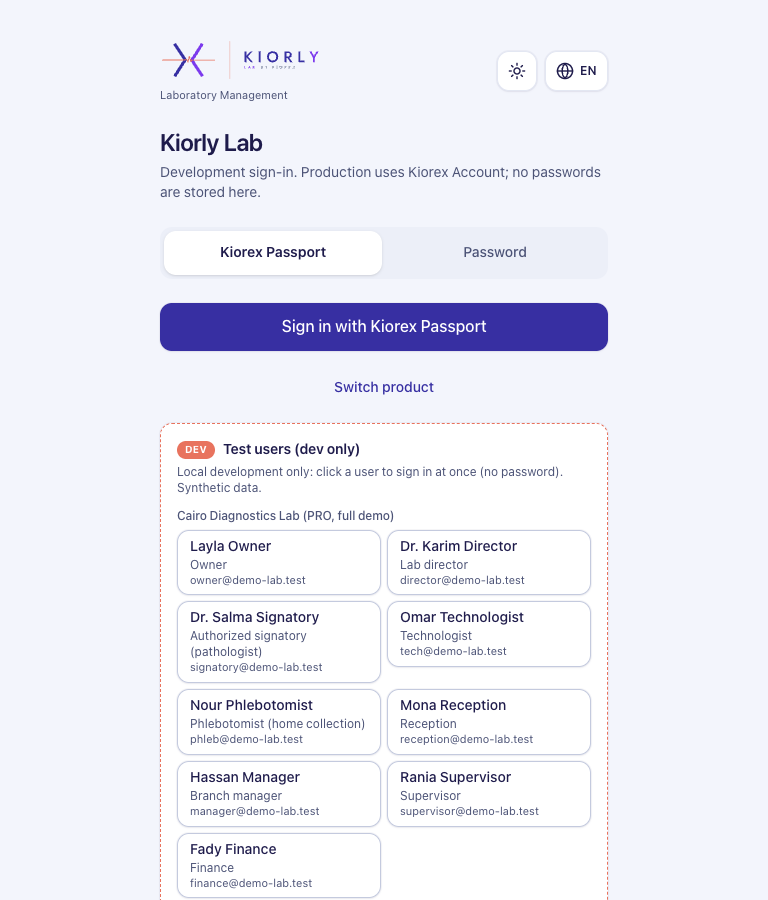 KIORLY
Laboratory Management
EN
Kiorly Lab
Development sign-in. Production uses Kiorex Account; no passwords
are stored here.
Kiorex Passport
Password
Sign in with Kiorex Passport
Switch product
DEV Test users (dev only)
Local development only: click a user to sign in at once (no password).
Synthetic data.
Cairo Diagnostics Lab (PRO, full demo)
Layla Owner
Owner
owner@demo-lab.test
Dr. Karim Director
Lab director
director@demo-lab.test
Dr. Salma Signatory
Authorized signatory
(pathologist)
signatory@demo-lab.test
Omar Technologist
Technologist
tech@demo-lab.test
Nour Phlebotomist
Phlebotomist (home collection)
phleb@demo-lab.test
Mona Reception
Reception
reception@demo-lab.test
Hassan Manager
Branch manager
manager@demo-lab.test
Rania Supervisor
Supervisor
supervisor@demo-lab.test
Fady Finance
Finance
finance@demo-lab.test